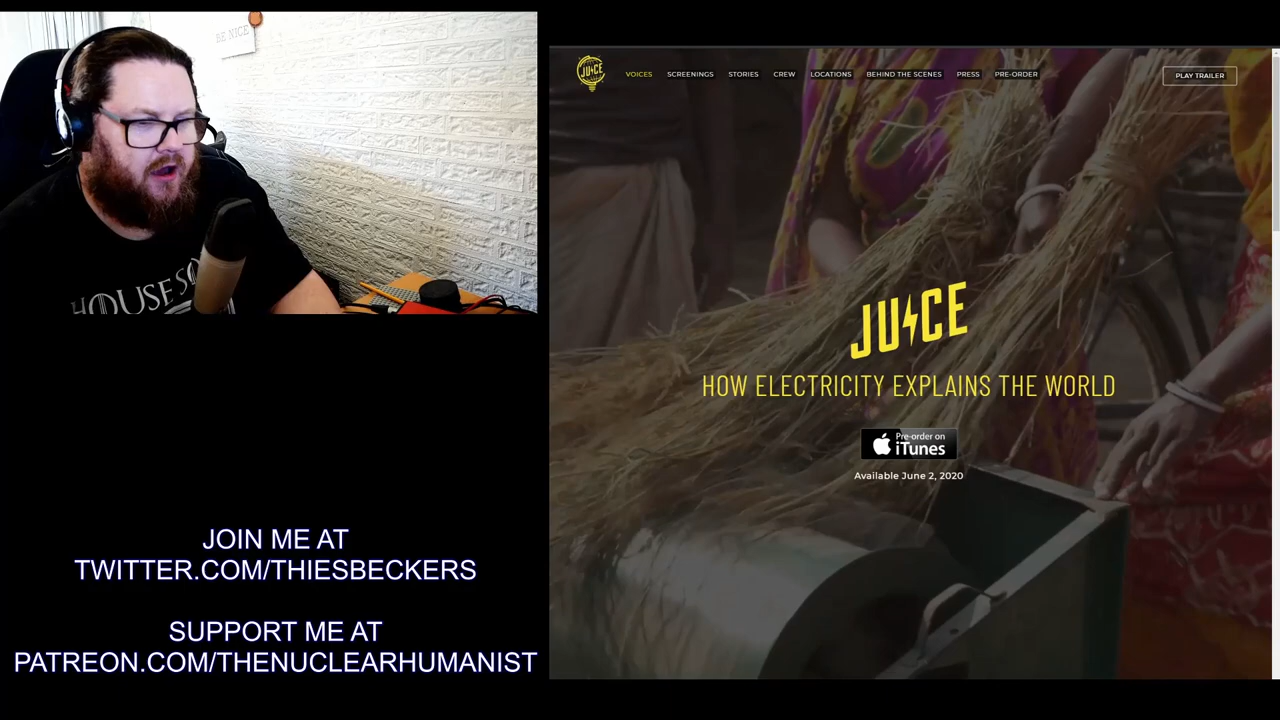 BE NICE
HOUSE
JUICE
VOICES SCREENINGS STORIES CREW LOCATIONS BEHIND THE SCENES PRESS PRE-ORDER
PLAY TRAILER
JUICE
HOW ELECTRICITY EXPLAINS THE WORLD
Pre-order on
iTunes
Available June 2, 2020
JOIN ME AT
TWITTER.COM/THIESBECKERS
SUPPORT ME AT
PATREON.COM/THENUCLEARHUMANIST